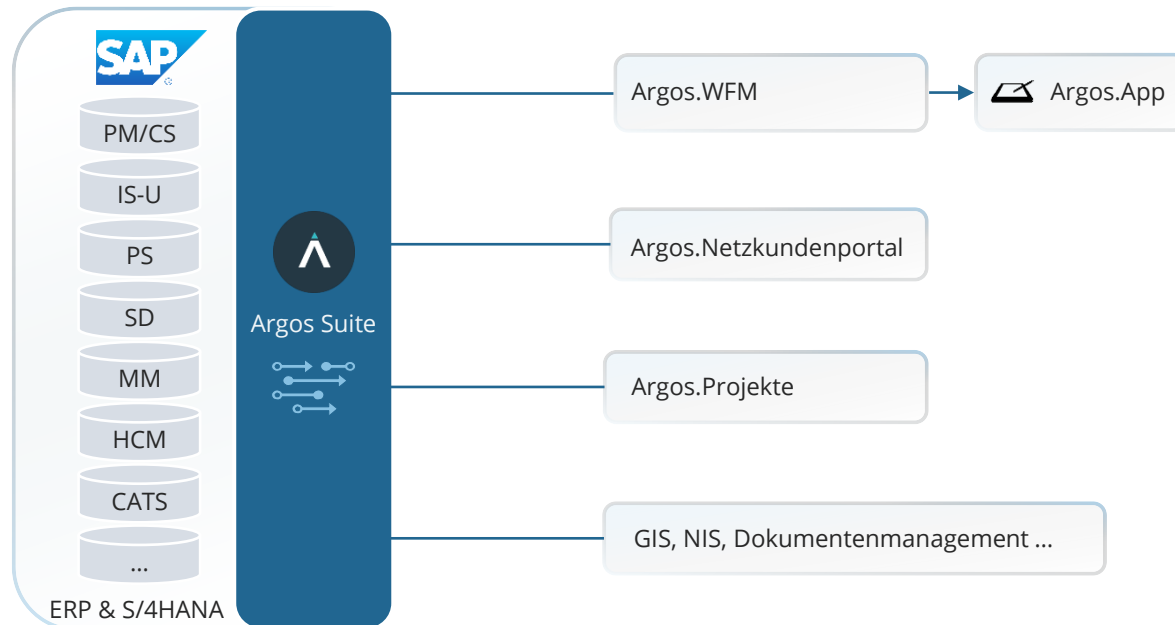 SAP
®
PM/CS
IS-U
PS
SD
MM
HCM
CATS
...
ERP & S/4HANA
Argos Suite
Argos.WFM
Argos.App
Argos.Netzkundenportal
Argos.Projekte
GIS, NIS, Dokumentenmanagement ...